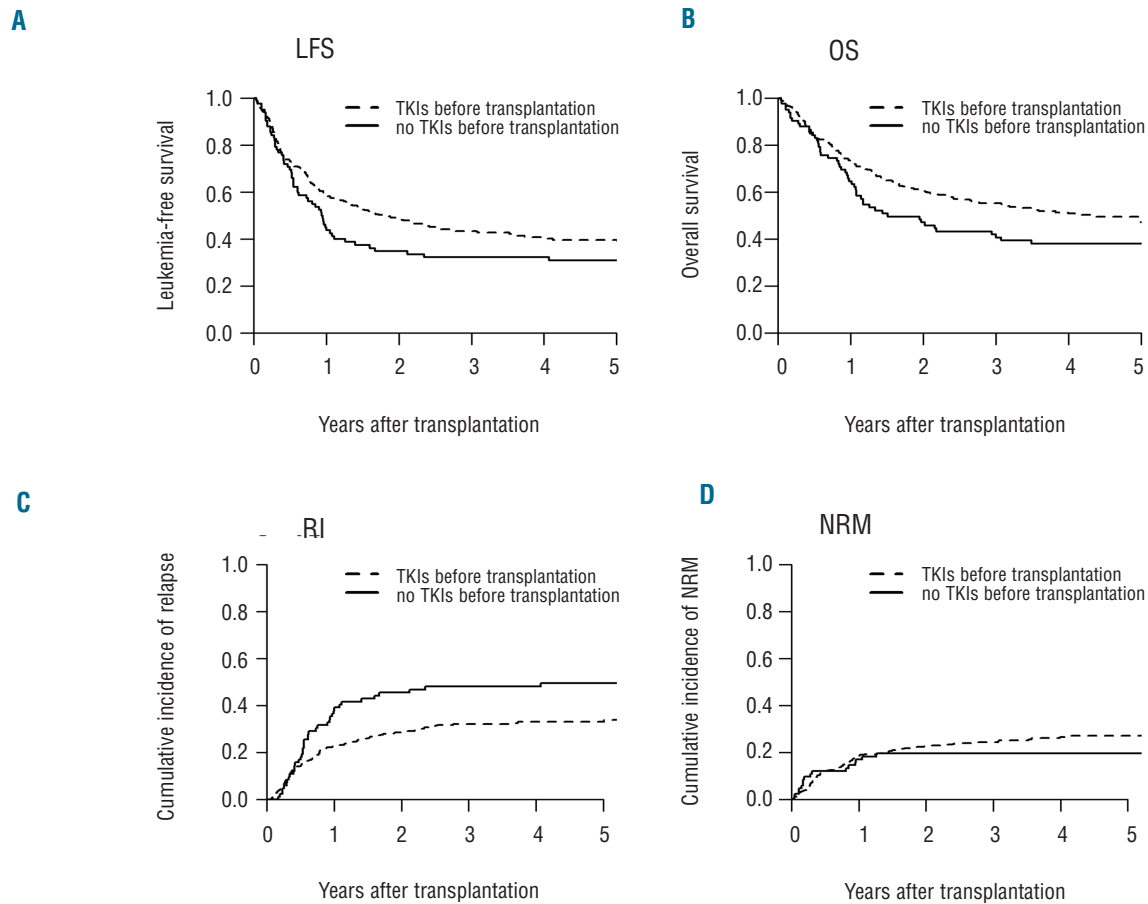 A
LFS
1.0
0.8
0.6
0.4
0.2
0.0
Leukemia-free survival
TKIs before transplantation
no TKIs before transplantation
0 1 2 3 4 5
Years after transplantation
B
OS
1.0
0.8
0.6
0.4
0.2
0.0
Overall survival
TKIs before transplantation
no TKIs before transplantation
0 1 2 3 4 5
Years after transplantation
C
RI
1.0
0.8
0.6
0.4
0.2
0.0
Cumulative incidence of relapse
TKIs before transplantation
no TKIs before transplantation
0 1 2 3 4 5
Years after transplantation
D
NRM
1.0
0.8
0.6
0.4
0.2
0.0
Cumulative incidence of NRM
TKIs before transplantation
no TKIs before transplantation
0 1 2 3 4 5
Years after transplantation